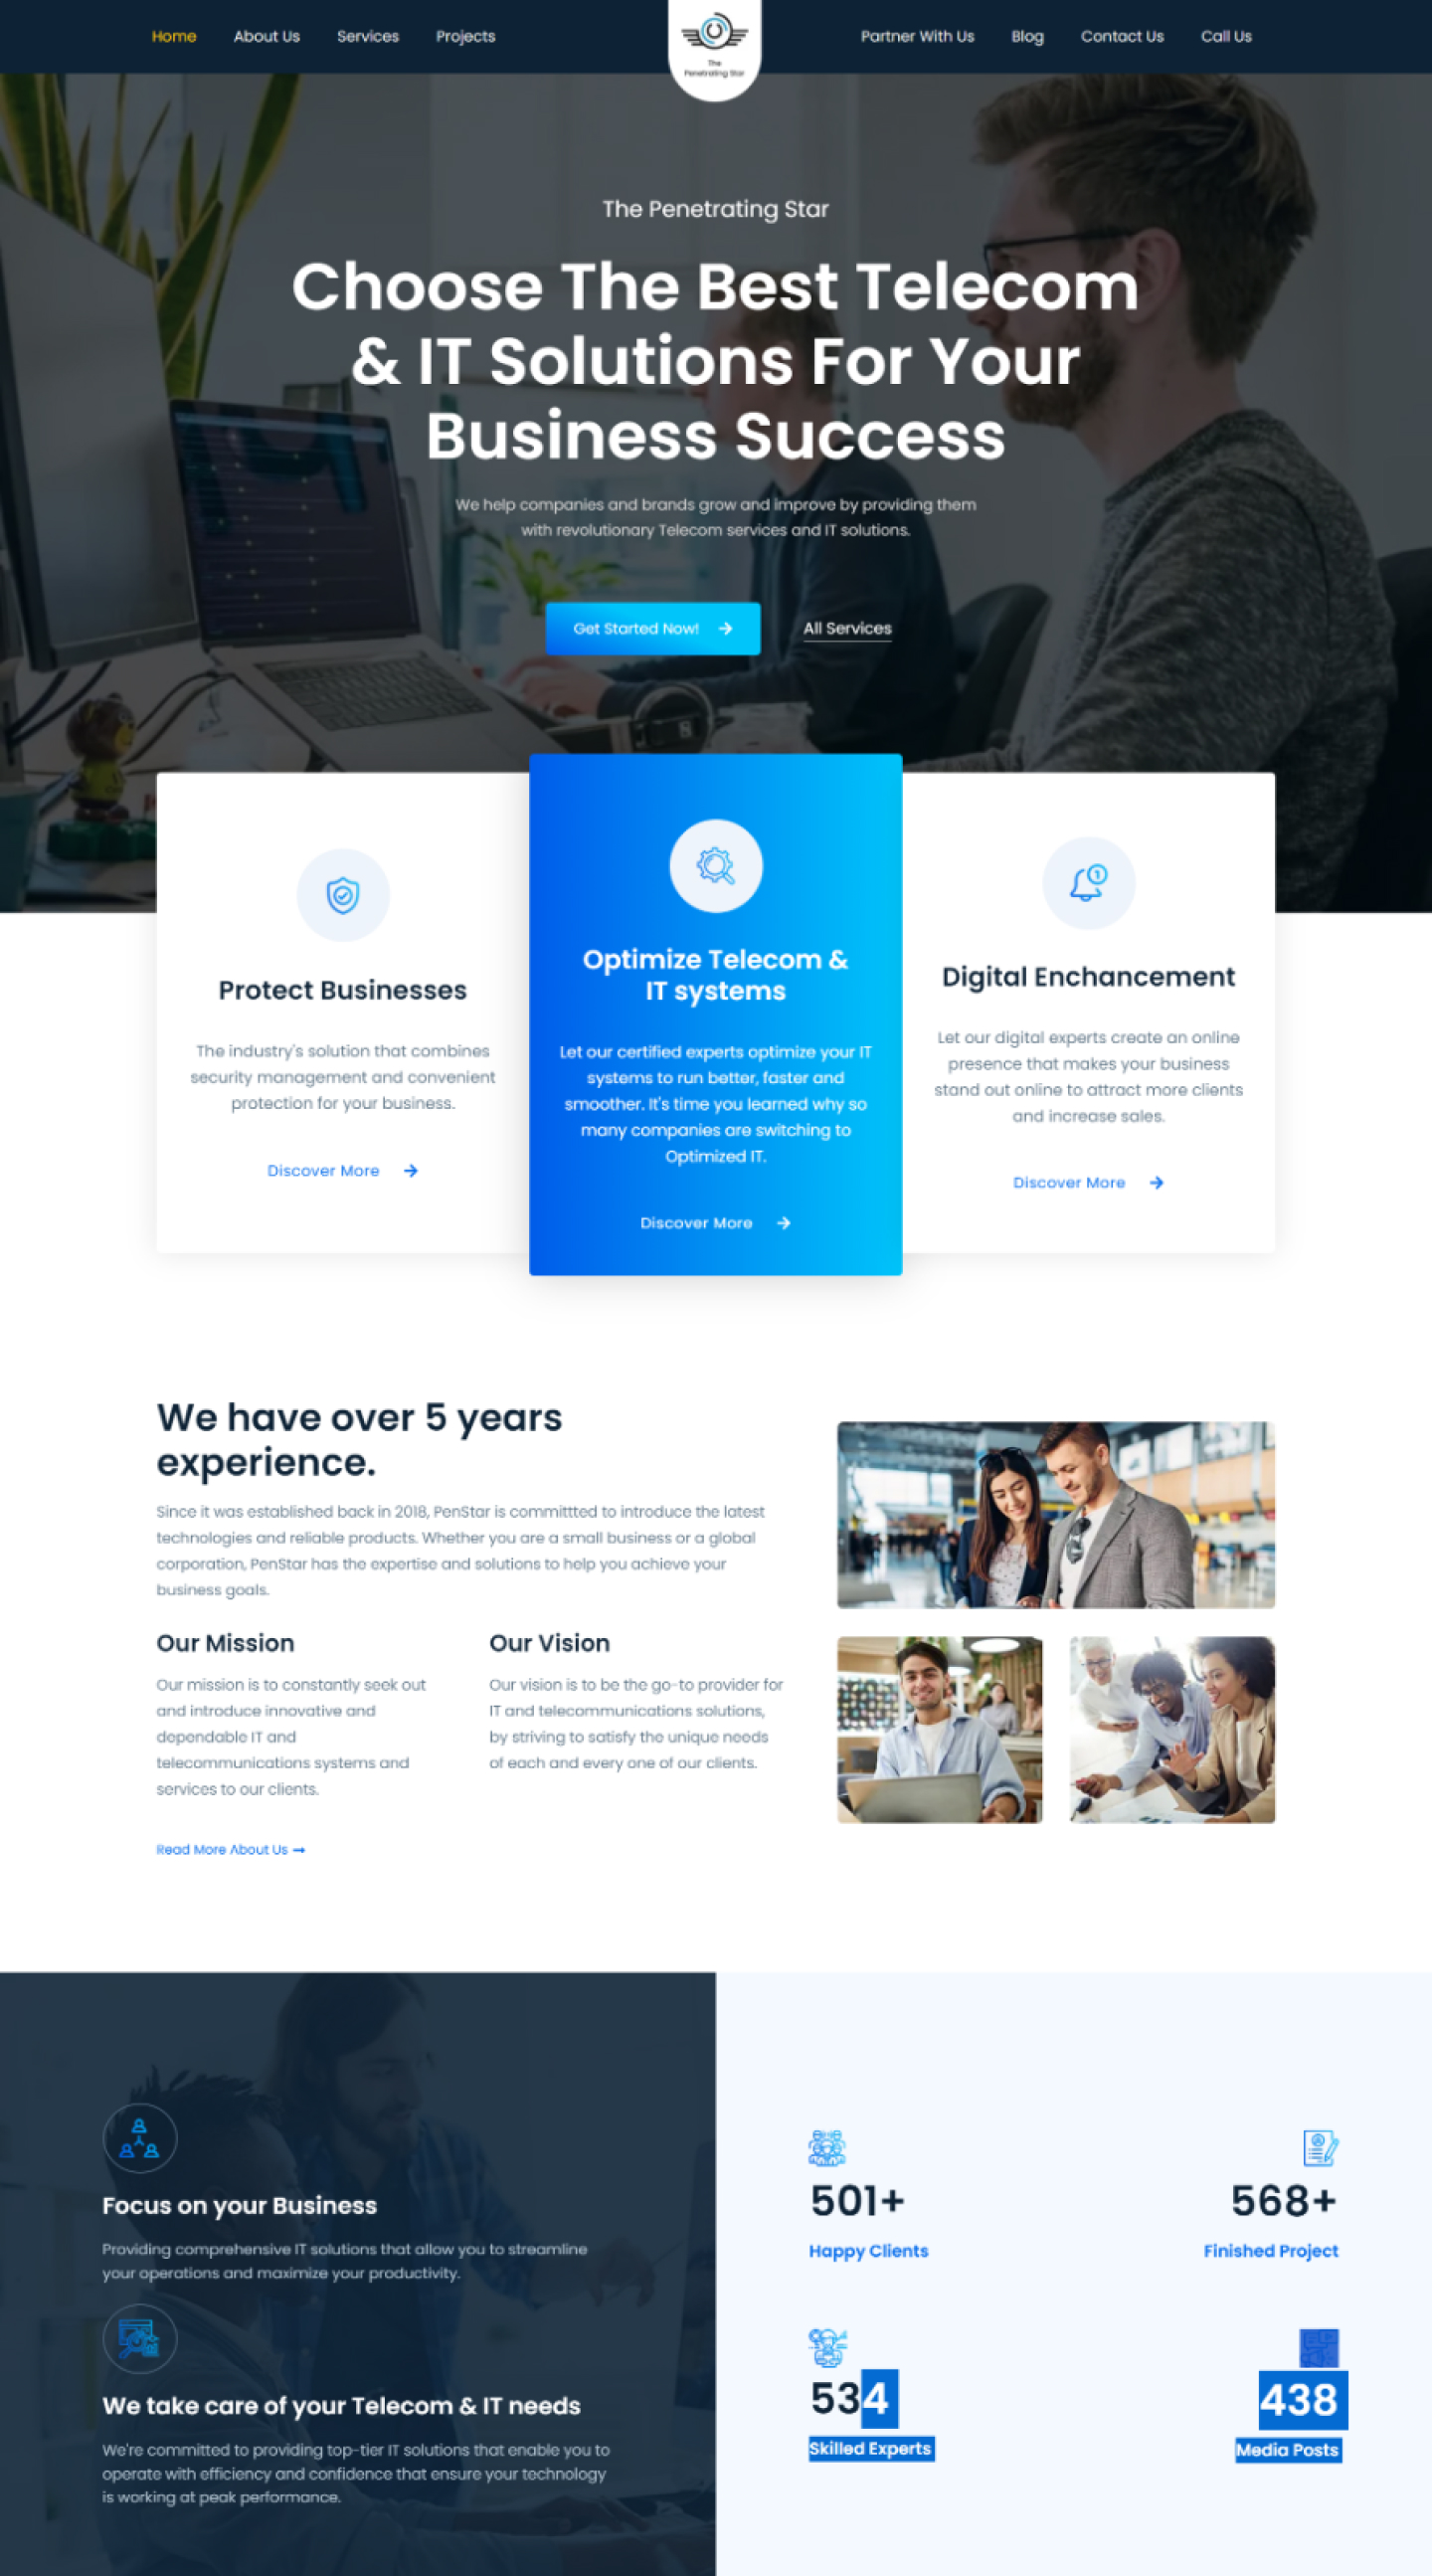 Home About Us Services Projects
The
Penetrating Star
Partner With Us Blog Contact Us Call Us
The Penetrating Star
Choose The Best Telecom
& IT Solutions For Your
Business Success
We help companies and brands grow and improve by providing them
with revolutionary Telecom services and IT solutions.
Get Started Now! →
All Services
Protect Businesses
The industry's solution that combines
security management and convenient
protection for your business.
Discover More →
Optimize Telecom &
IT systems
Let our certified experts optimize your IT
systems to run better, faster and
smoother. It's time you learned why so
many companies are switching to
Optimized IT.
Discover More →
1
Digital Enchancement
Let our digital experts create an online
presence that makes your business
stand out online to attract more clients
and increase sales.
Discover More →
We have over 5 years
experience.
Since it was established back in 2018, PenStar is committted to introduce the latest
technologies and reliable products. Whether you are a small business or a global
corporation, PenStar has the expertise and solutions to help you achieve your
business goals.
Our Mission
Our mission is to constantly seek out
and introduce innovative and
dependable IT and
telecommunications systems and
services to our clients.
Our Vision
Our vision is to be the go-to provider for
IT and telecommunications solutions,
by striving to satisfy the unique needs
of each and every one of our clients.
Read More About Us →
Focus on your Business
Providing comprehensive IT solutions that allow you to streamline
your operations and maximize your productivity.
We take care of your Telecom & IT needs
We're committed to providing top-tier IT solutions that enable you to
operate with efficiency and confidence that ensure your technology
is working at peak performance.
501+
Happy Clients
568+
Finished Project
534
Skilled Experts
438
Media Posts